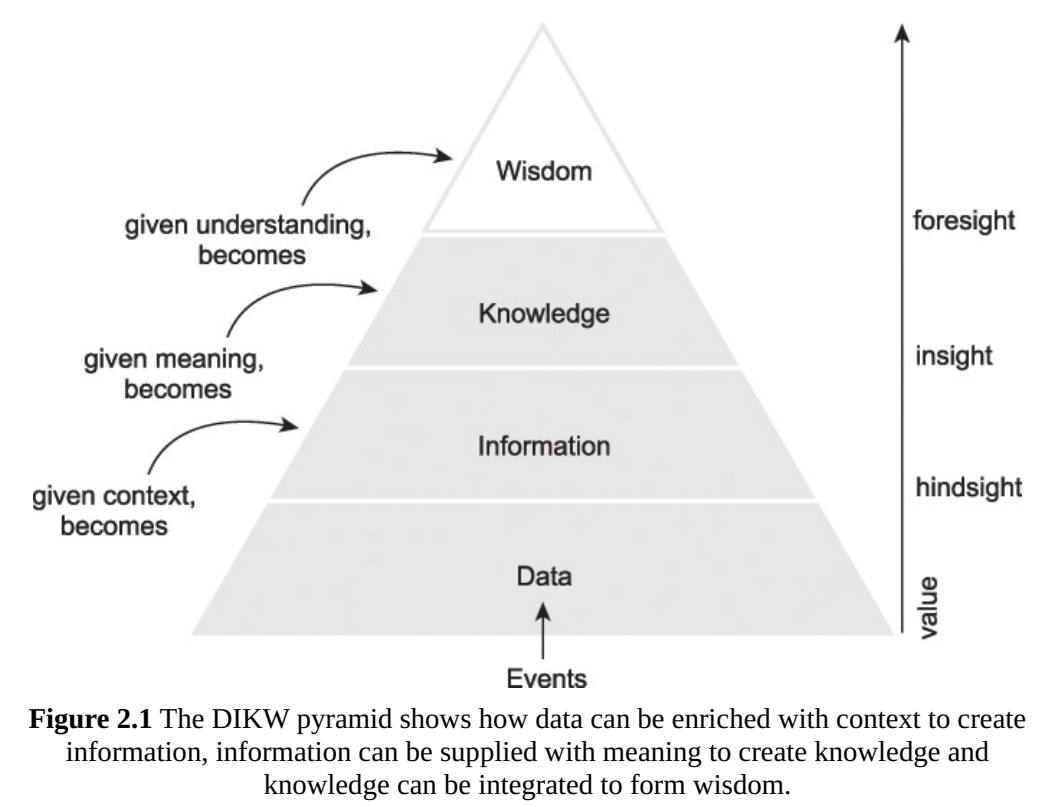 Wisdom
given understanding,
becomes
foresight
Knowledge
given meaning,
becomes
insight
Information
given context,
becomes
hindsight
Data
value
Events
Figure 2.1 The DIKW pyramid shows how data can be enriched with context to create
information, information can be supplied with meaning to create knowledge and
knowledge can be integrated to form wisdom.